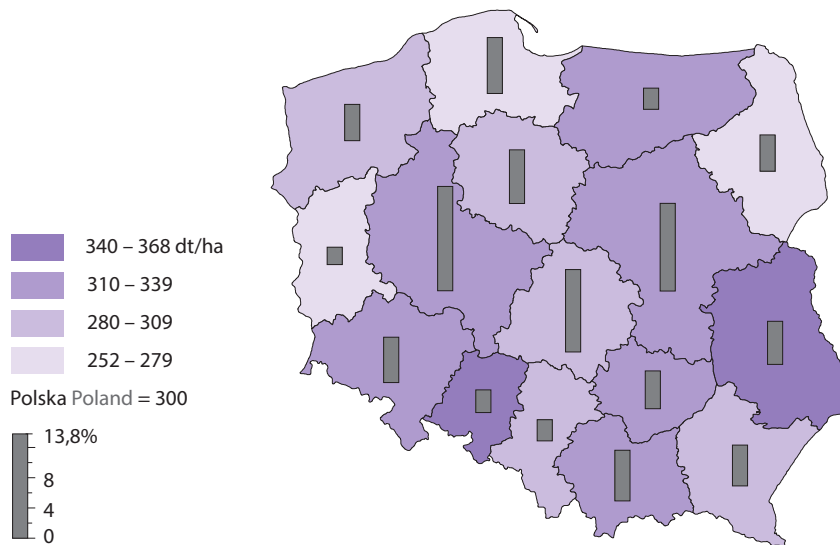 340 – 368 dt/ha
310 – 339
280 – 309
252 – 279
Polska Poland = 300
13,8%
8
4
0